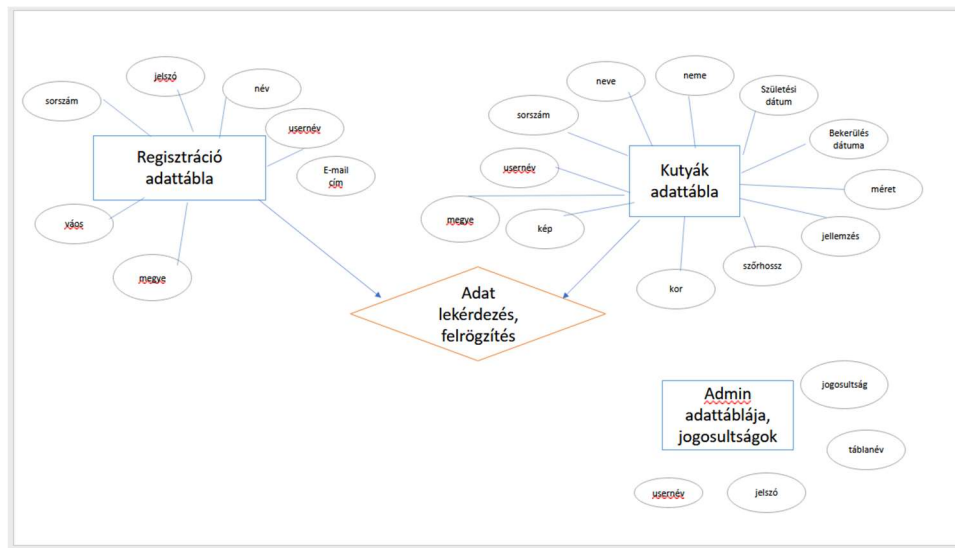 jelszó
név
sorszám
usernév
Regisztráció
adattábla
E-mail
cím
váos
megye
neve
neme
Születési
dátum
sorszám
Bekerülés
dátuma
usernév
Kutyák
adattábla
méret
megye
kép
jellemzés
szőrhossz
kor
Adat
lekérdezés,
felrögzítés
Admin
adattáblája,
jogosultságok
jogosultság
táblanév
usernév
jelszó